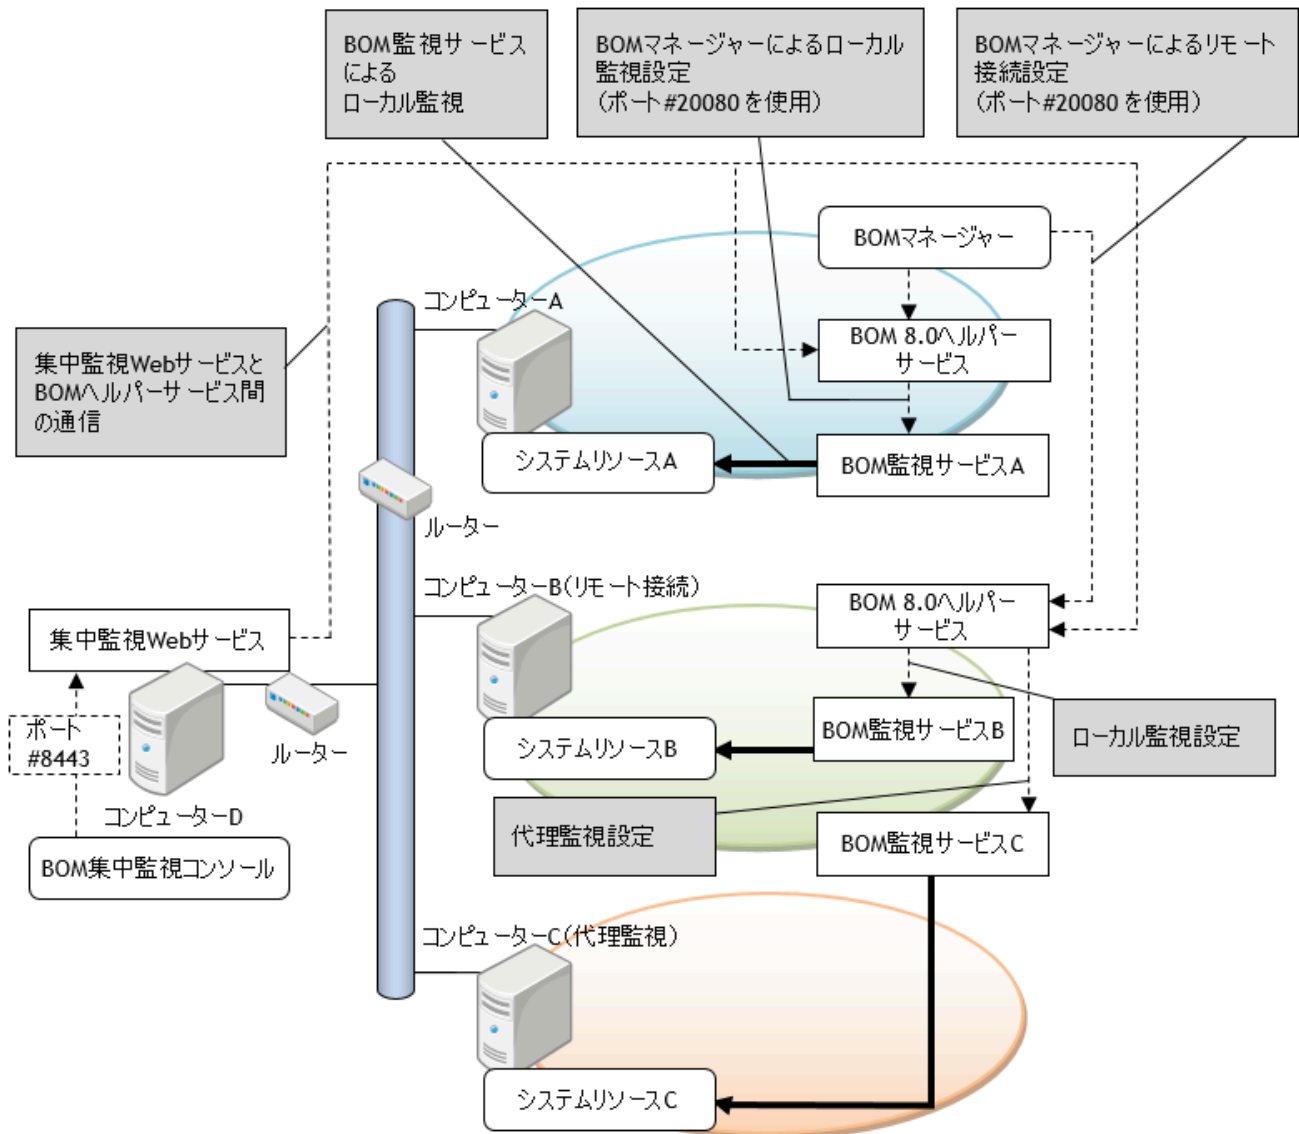 BOM監視サービス
による
ローカル監視
BOMマネージャーによるローカル
監視設定
（ポート#20080を使用）
BOMマネージャーによるリモート
接続設定
（ポート#20080を使用）
BOMマネージャー
コンピューターA
BOM 8.0ヘルパー
サービス
集中監視Webサービスと
BOMヘルパーサービス間
の通信
システムリソースA
BOM監視サービスA
ルーター
コンピューターB（リモート接続）
BOM 8.0ヘルパー
サービス
集中監視Webサービス
ポート
#8443
ルーター
システムリソースB
BOM監視サービスB
ローカル監視設定
コンピューターD
代理監視設定
BOM監視サービスC
BOM集中監視コンソール
コンピューターC（代理監視）
システムリソースC